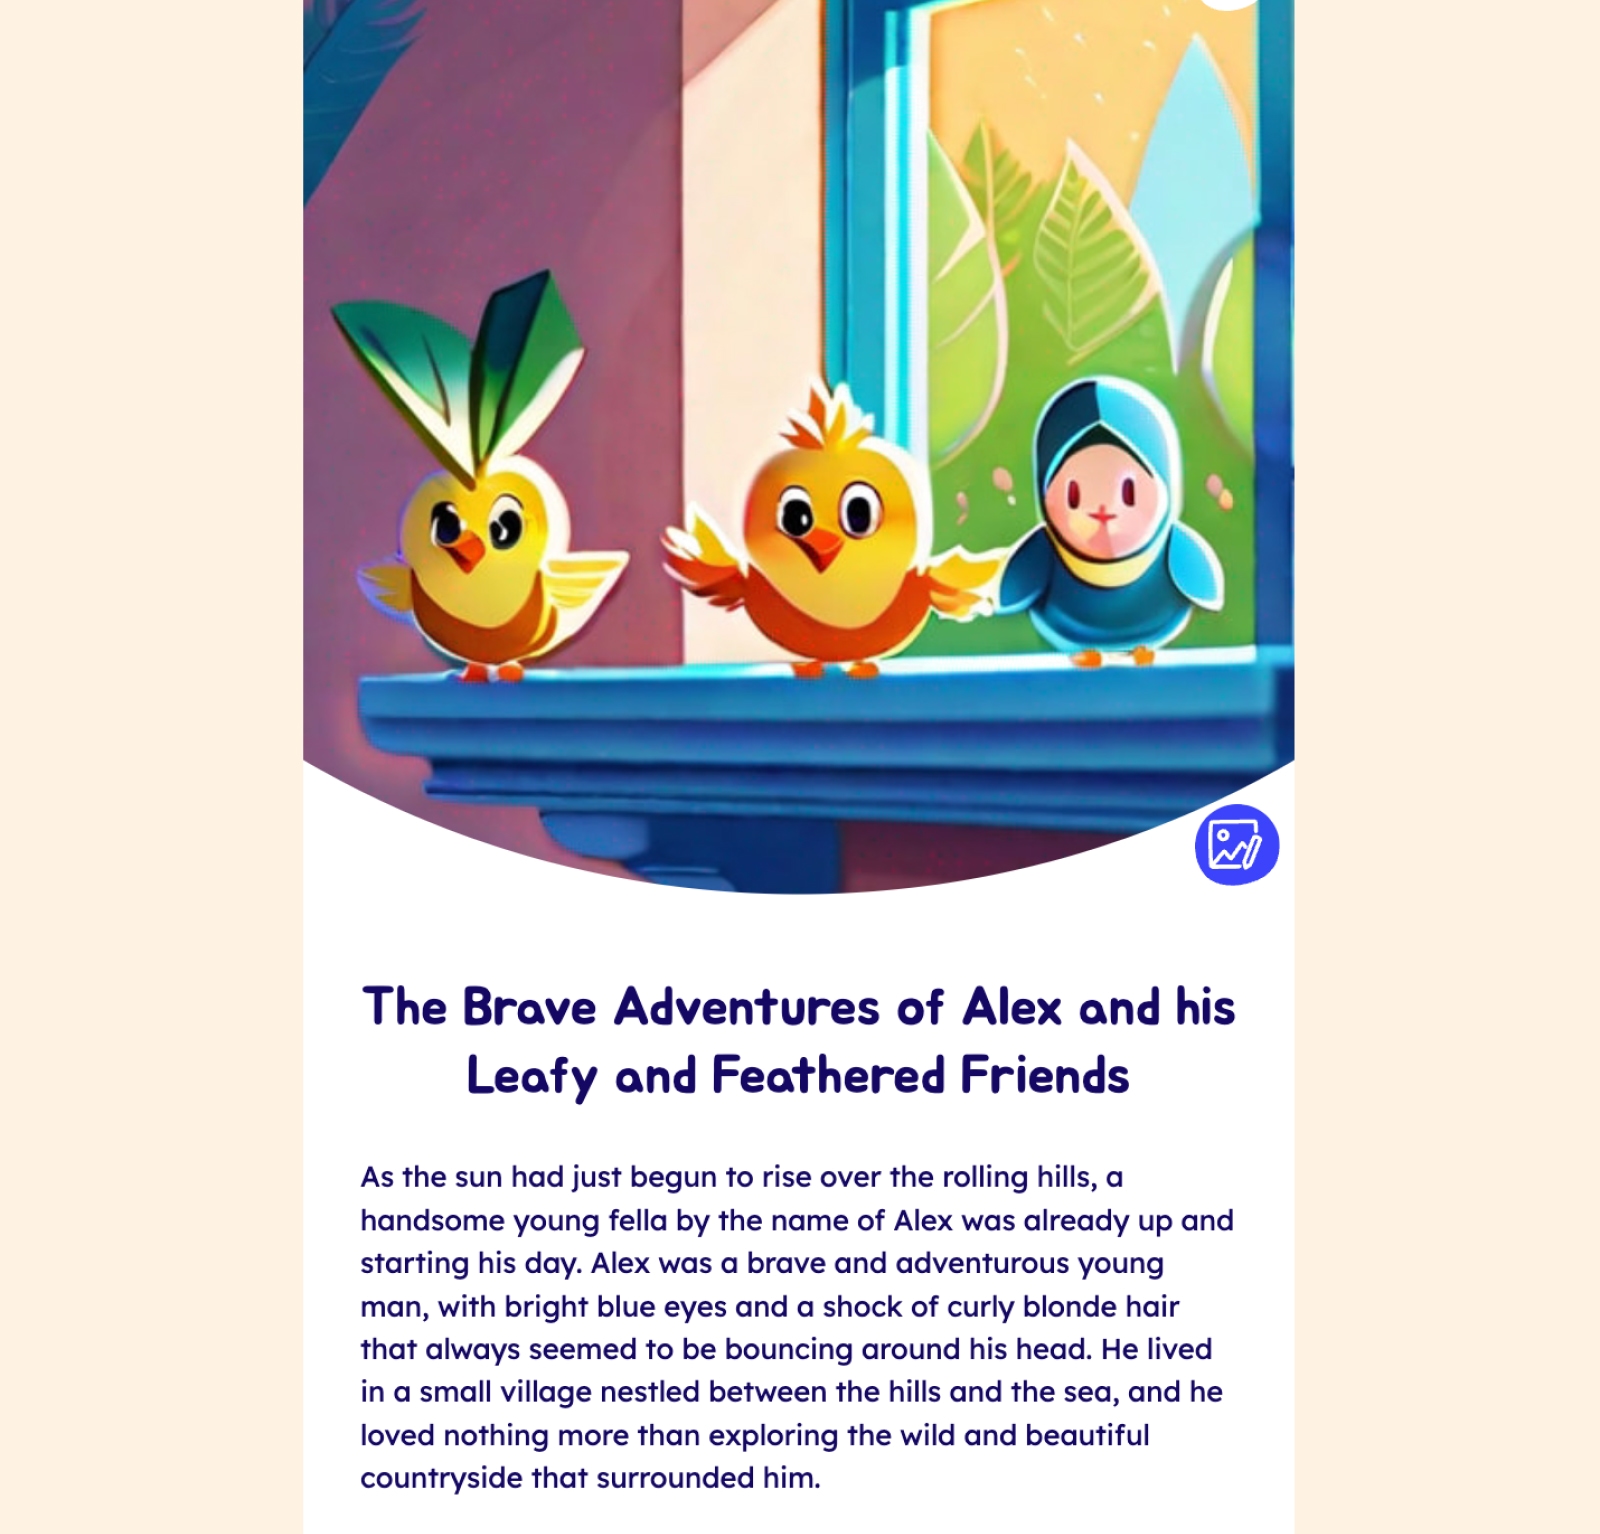 The Brave Adventures of Alex and his
Leafy and Feathered Friends
As the sun had just begun to rise over the rolling hills, a
handsome young fella by the name of Alex was already up and
starting his day. Alex was a brave and adventurous young
man, with bright blue eyes and a shock of curly blonde hair
that always seemed to be bouncing around his head. He lived
in a small village nestled between the hills and the sea, and he
loved nothing more than exploring the wild and beautiful
countryside that surrounded him.